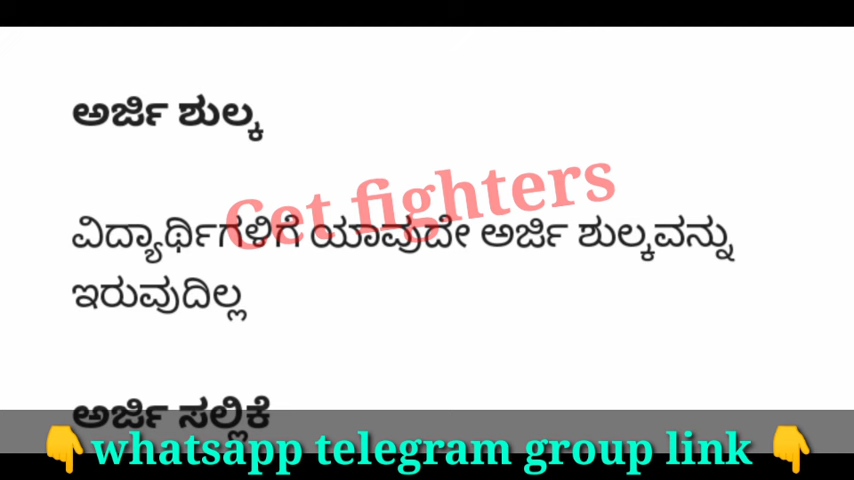 ಅರ್ಜಿ ಶುಲ್ಕ
Cet fighters
ವಿದ್ಯಾರ್ಥಿಗಳಿಗೆ ಯಾವುದೇ ಅರ್ಜಿ ಶುಲ್ಕವನ್ನು
ಇರುವುದಿಲ್ಲ
ಅರ್ಜಿ ಸಲ್ಲಿಕೆ
👇whatsapp telegram group link 👇